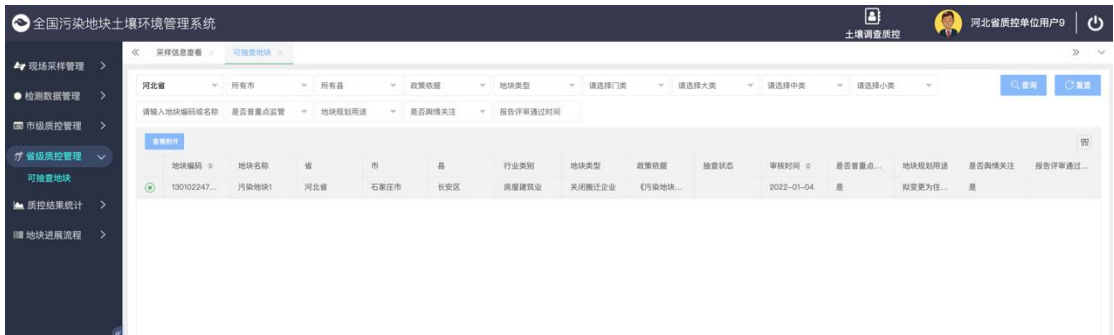 全国污染地块土壤环境管理系统
土壤调查质控
河北省质控单位用户9
现场采样管理
检测数据管理
市级质控管理
省级质控管理
可抽查地块
质控结果统计
地块进展流程
采样信息查看 可抽查地块
河北省 所有市 所有县 政策依据 地块类型 请选择门类 请选择大类 请选择中类 请选择小类 查询 重置
请输入地块编码或名称 是否曾重点监管 地块规划用途 是否舆情关注 报告评审通过时间
查看附件
地块编码 地块名称 省 市 县 行业类别 地块类型 政策依据 抽查状态 审核时间 是否曾重点... 地块规划用途 是否舆情关注 报告评审通过...
130102247... 污染地块1 河北省 石家庄市 长安区 房屋建筑业 关闭搬迁企业 《污染地块... 2022-01-04 是 拟变更为住... 是